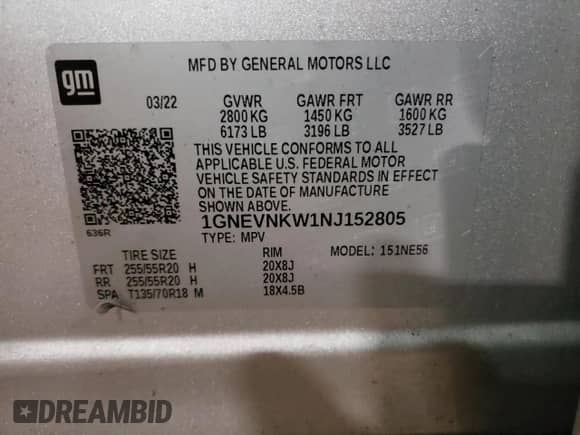 gm
MFD BY GENERAL MOTORS LLC
03/22 GVWR GAWR FRT GAWR RR
2800 KG 1450 KG 1600 KG
6173 LB 3196 LB 3527 LB
THIS VEHICLE CONFORMS TO ALL
APPLICABLE U.S. FEDERAL MOTOR
VEHICLE SAFETY STANDARDS IN EFFECT
ON THE DATE OF MANUFACTURE
SHOWN ABOVE.
636R 1GNEVNKW1NJ152805
TYPE: MPV MODEL: 151NE56
TIRE SIZE RIM
FRT 255/55R20 H 20X8J
RR 255/55R20 H 20X8J
SPA T135/70R18 M 18X4.5B
DREAMBID